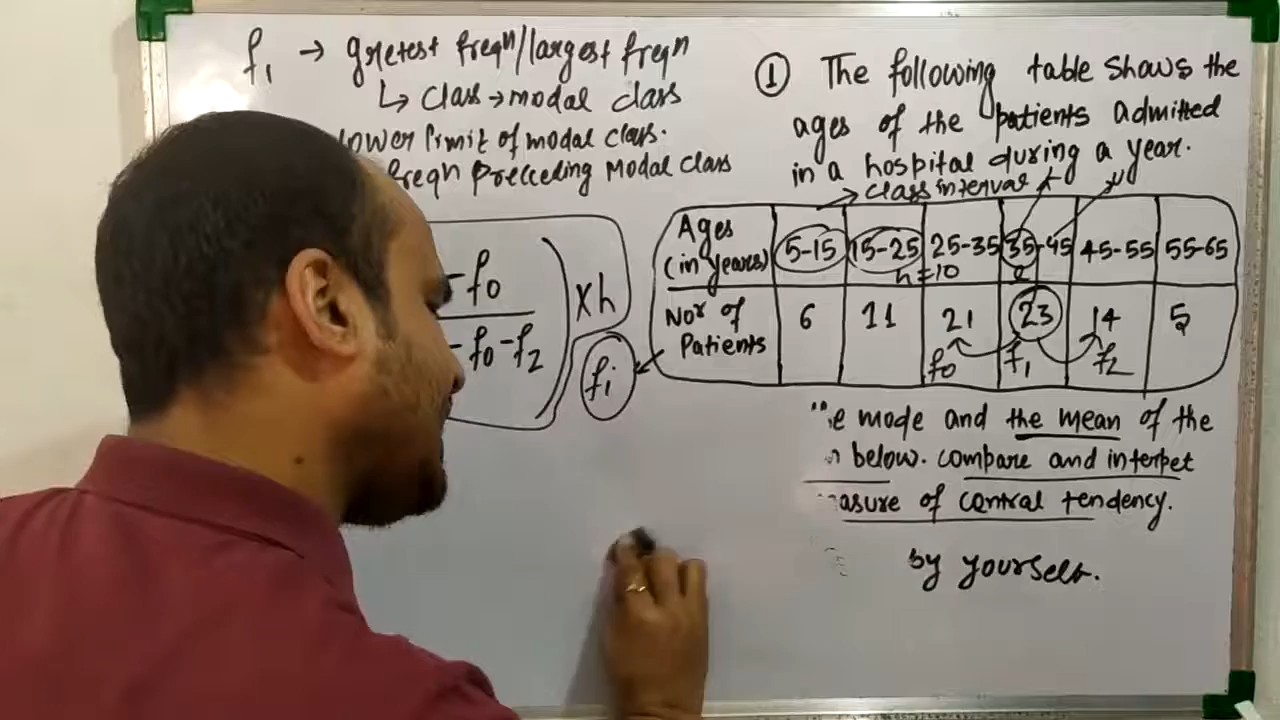 f₁ → gretest freqⁿ/largest freqⁿ
↳ class → modal class
lower limit of modal class.
freqn preceeding Modal class
- f₀
- f₀ - f₂
× h
fi
① The following table shows the
ages of the patients admitted
in a hospital during a year.
→ class interval
Ages (in years) 5-15 15-25 25-35 35-45 45-55 55-65
h=10 l
No. of Patients 6 11 21 23 14 5
f₀ f₁ f₂
e mode and the mean of the
below. compare and interpet
asure of central tendency.
by yourself.